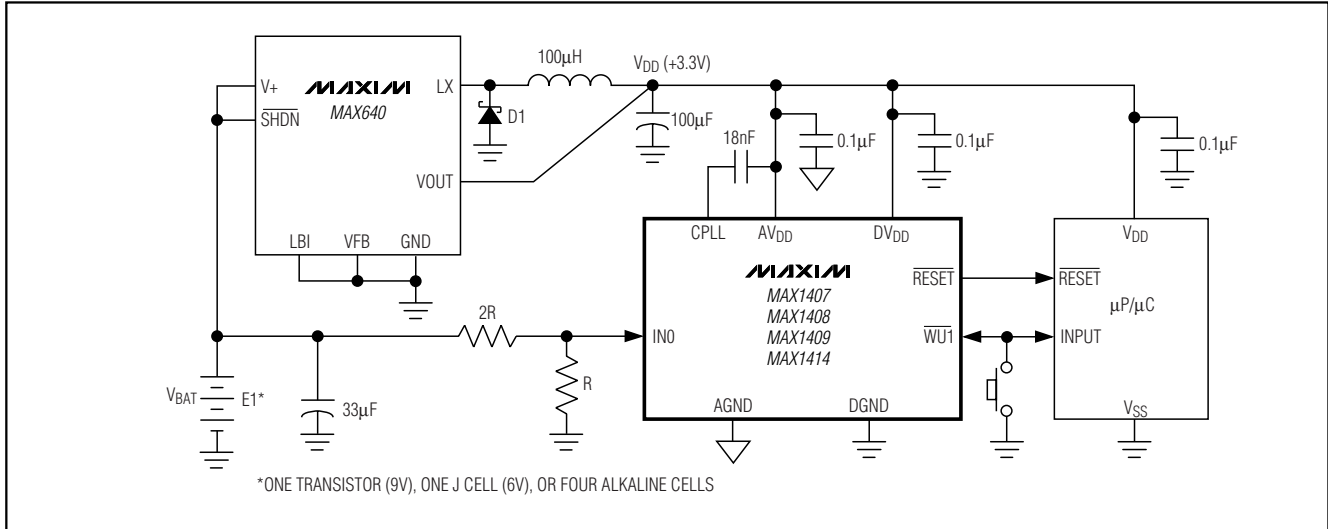 100µH
VDD (+3.3V)
V+
MAXIM
LX
MAX640
SHDN
D1
100µF
18nF
0.1µF
0.1µF
0.1µF
VOUT
CPLL
AVDD
DVDD
VDD
LBI
VFB
GND
MAXIM
RESET
RESET
MAX1407
MAX1408
MAX1409
MAX1414
µP/µC
2R
IN0
WU1
INPUT
R
VBAT
E1*
33µF
AGND
DGND
VSS
*ONE TRANSISTOR (9V), ONE J CELL (6V), OR FOUR ALKALINE CELLS